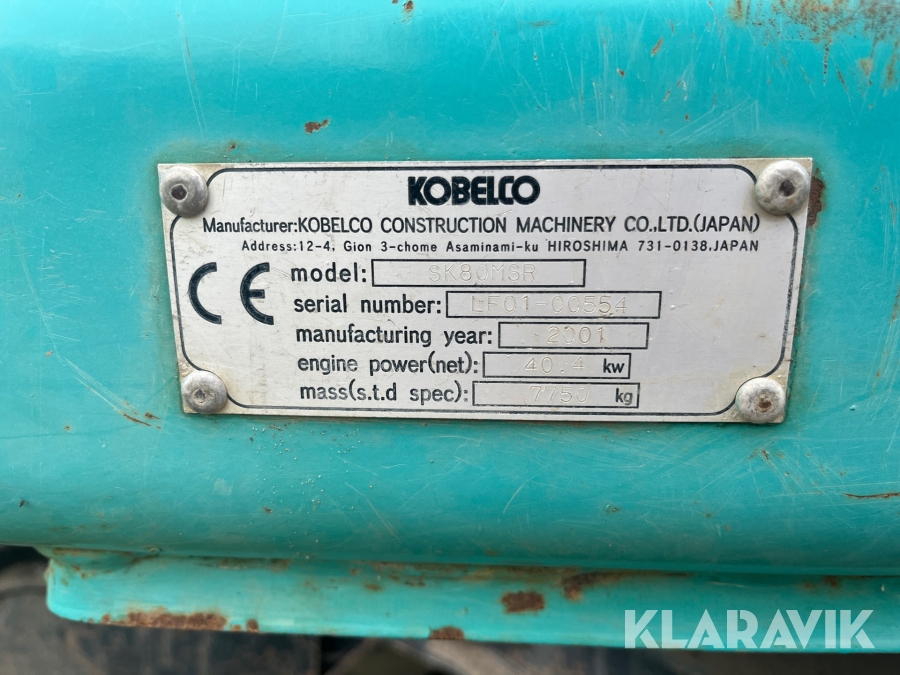 KOBELCO
Manufacturer:KOBELCO CONSTRUCTION MACHINERY CO.,LTD.(JAPAN)
Address:12-4, Gion 3-chome Asaminami-ku HIROSHIMA 731-0138,JAPAN
CE
model: SK80MSR
serial number: LF01-00554
manufacturing year: 2001
engine power(net): 40.4 kw
mass(s.t.d spec): 7750 kg
KLARAVIK